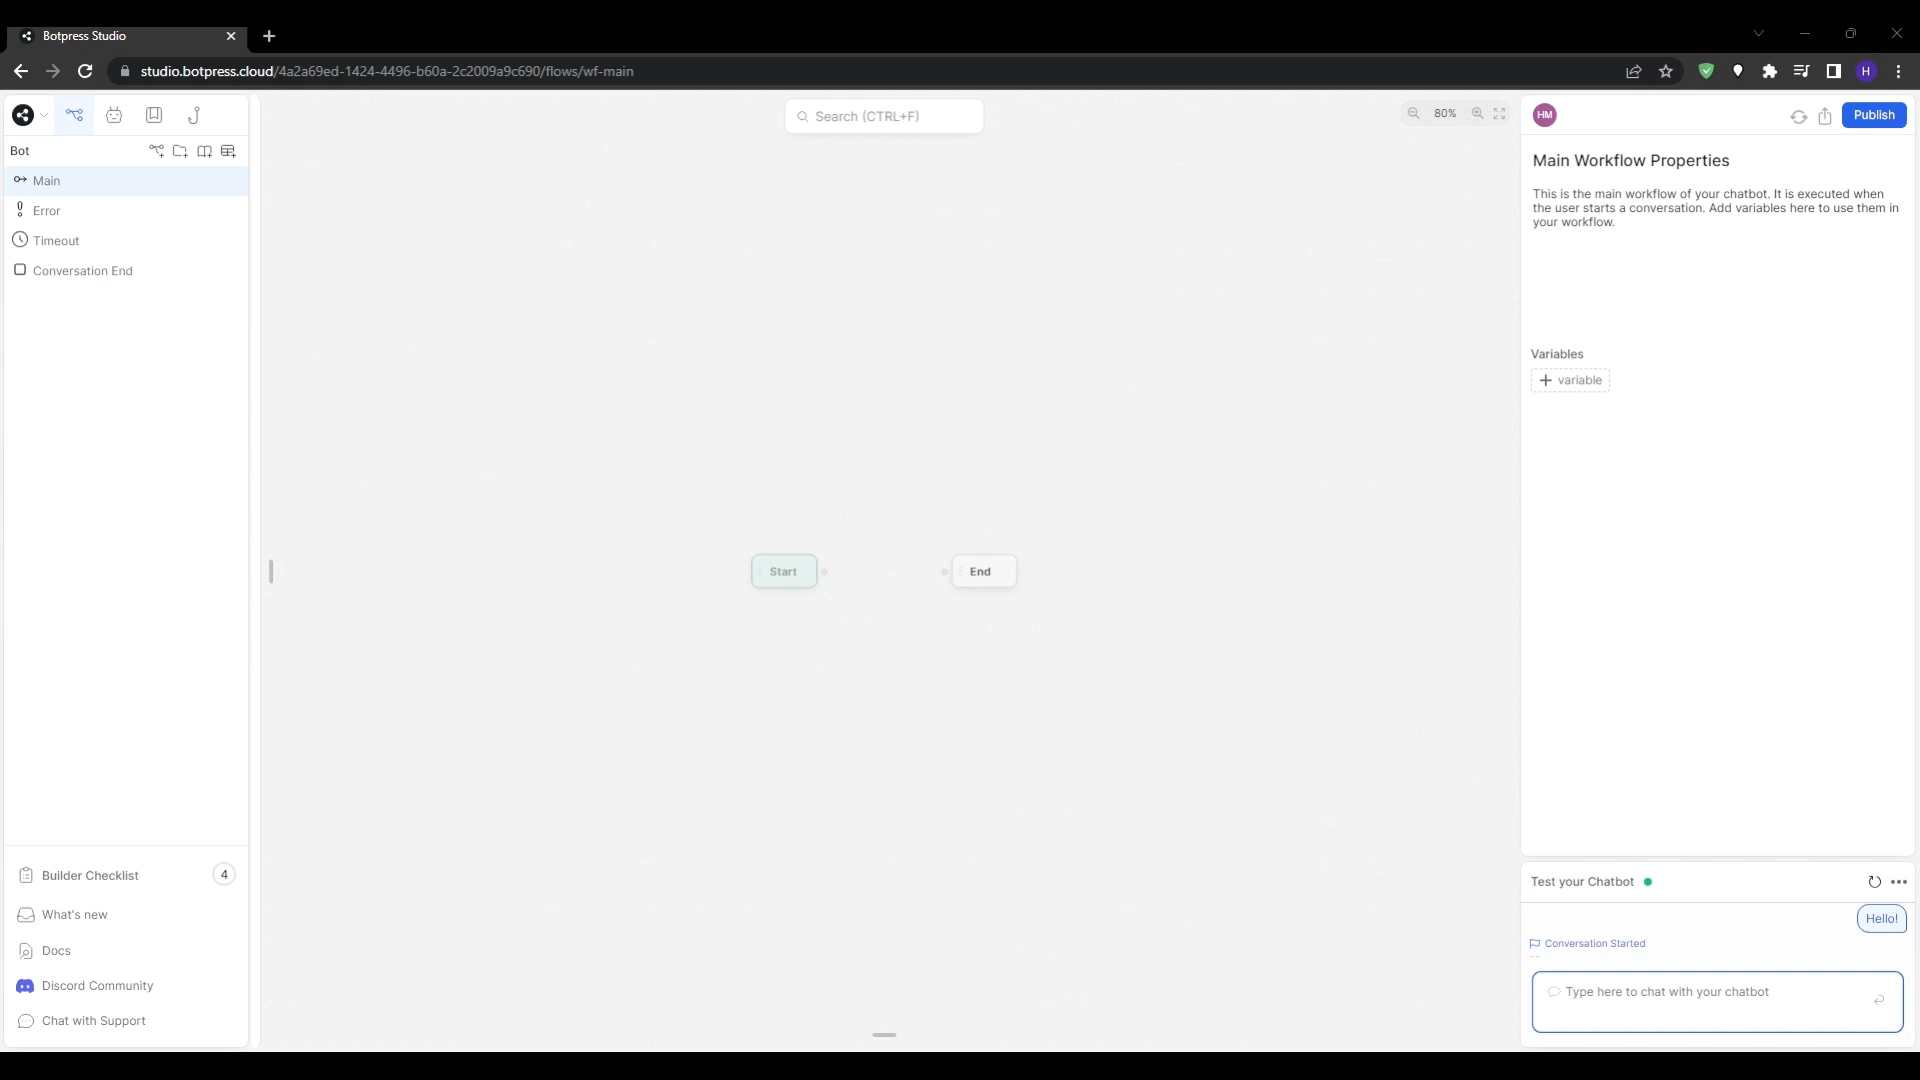 Botpress Studio
studio.botpress.cloud/4a2a69ed-1424-4496-b60a-2c2009a9c690/flows/wf-main
H
Search (CTRL+F)
80%
HM
Publish
Bot
Main
Error
Timeout
Conversation End
Main Workflow Properties
This is the main workflow of your chatbot. It is executed when
the user starts a conversation. Add variables here to use them in
your workflow.
Variables
variable
Start
End
Builder Checklist
4
What's new
Docs
Discord Community
Chat with Support
Test your Chatbot
Hello!
Conversation Started
Type here to chat with your chatbot